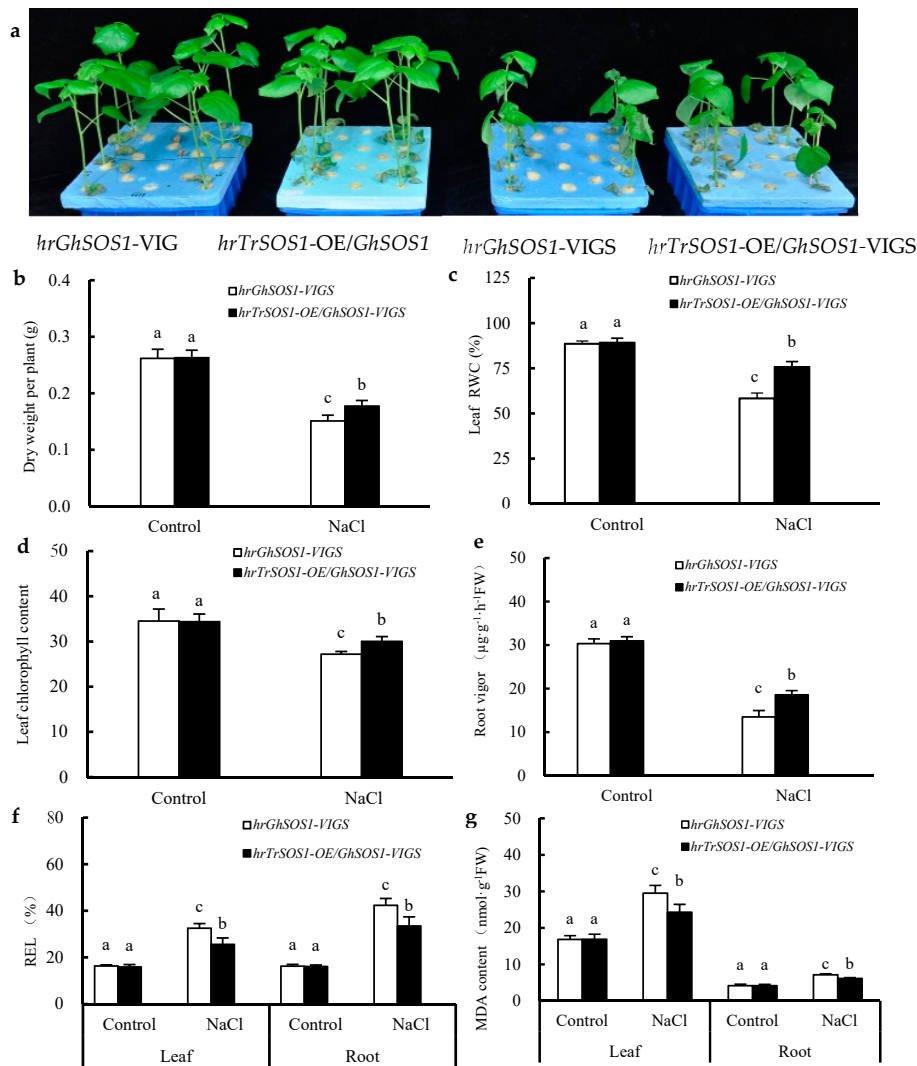 a
hrGhSOS1-VIG hrTrSOS1-OE/GhSOS1 hrGhSOS1-VIGS hrTrSOS1-OE/GhSOS1-VIGS
b
hrGhSOS1-VIGS
hrTrSOS1-OE/GhSOS1-VIGS
Dry weight per plant (g)
0.4
0.3
0.2
0.1
0.0
a a c b
Control NaCl
c
hrGhSOS1-VIGS
hrTrSOS1-OE/GhSOS1-VIGS
Leaf RWC (%)
125
100
75
50
25
0
a a c b
Control NaCl
d
hrGhSOS1-VIGS
hrTrSOS1-OE/GhSOS1-VIGS
Leaf chlorophyll content
50
40
30
20
10
0
a a c b
Control NaCl
e
hrGhSOS1-VIGS
hrTrSOS1-OE/GhSOS1-VIGS
Root vigor (μg·g⁻¹·h⁻¹FW)
50
40
30
20
10
0
a a c b
Control NaCl
f
hrGhSOS1-VIGS
hrTrSOS1-OE/GhSOS1-VIGS
REL (%)
80
60
40
20
0
a a c b a a c b
Control NaCl Control NaCl
Leaf Root
g
hrGhSOS1-VIGS
hrTrSOS1-OE/GhSOS1-VIGS
MDA content (nmol·g⁻¹FW)
50
40
30
20
10
0
a a c b a a c b
Control NaCl Control NaCl
Leaf Root